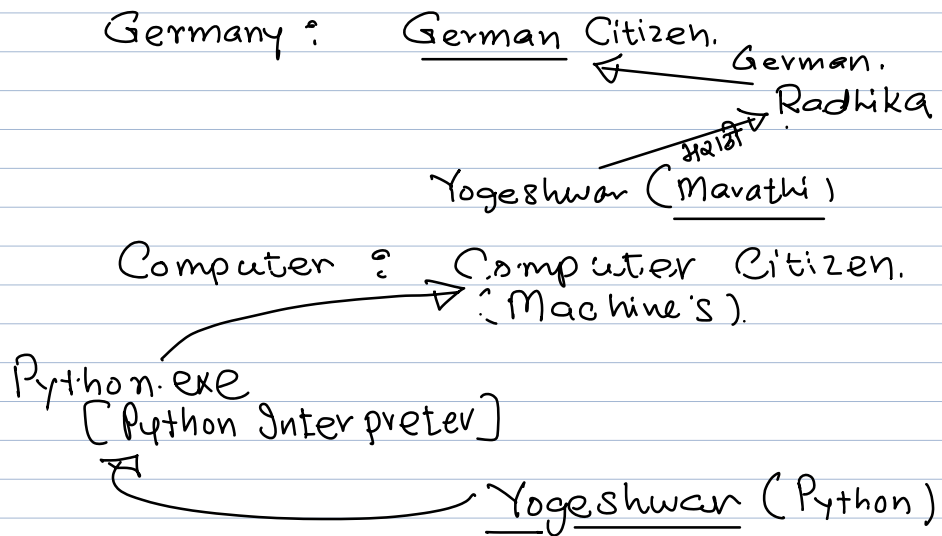 Germany : German Citizen.
German.
Radhika
मराठी
Yogeshwar (Marathi)
Computer : Computer Citizen.
(Machine's).
Python.exe
[Python Interpreter]
Yogeshwar (Python)